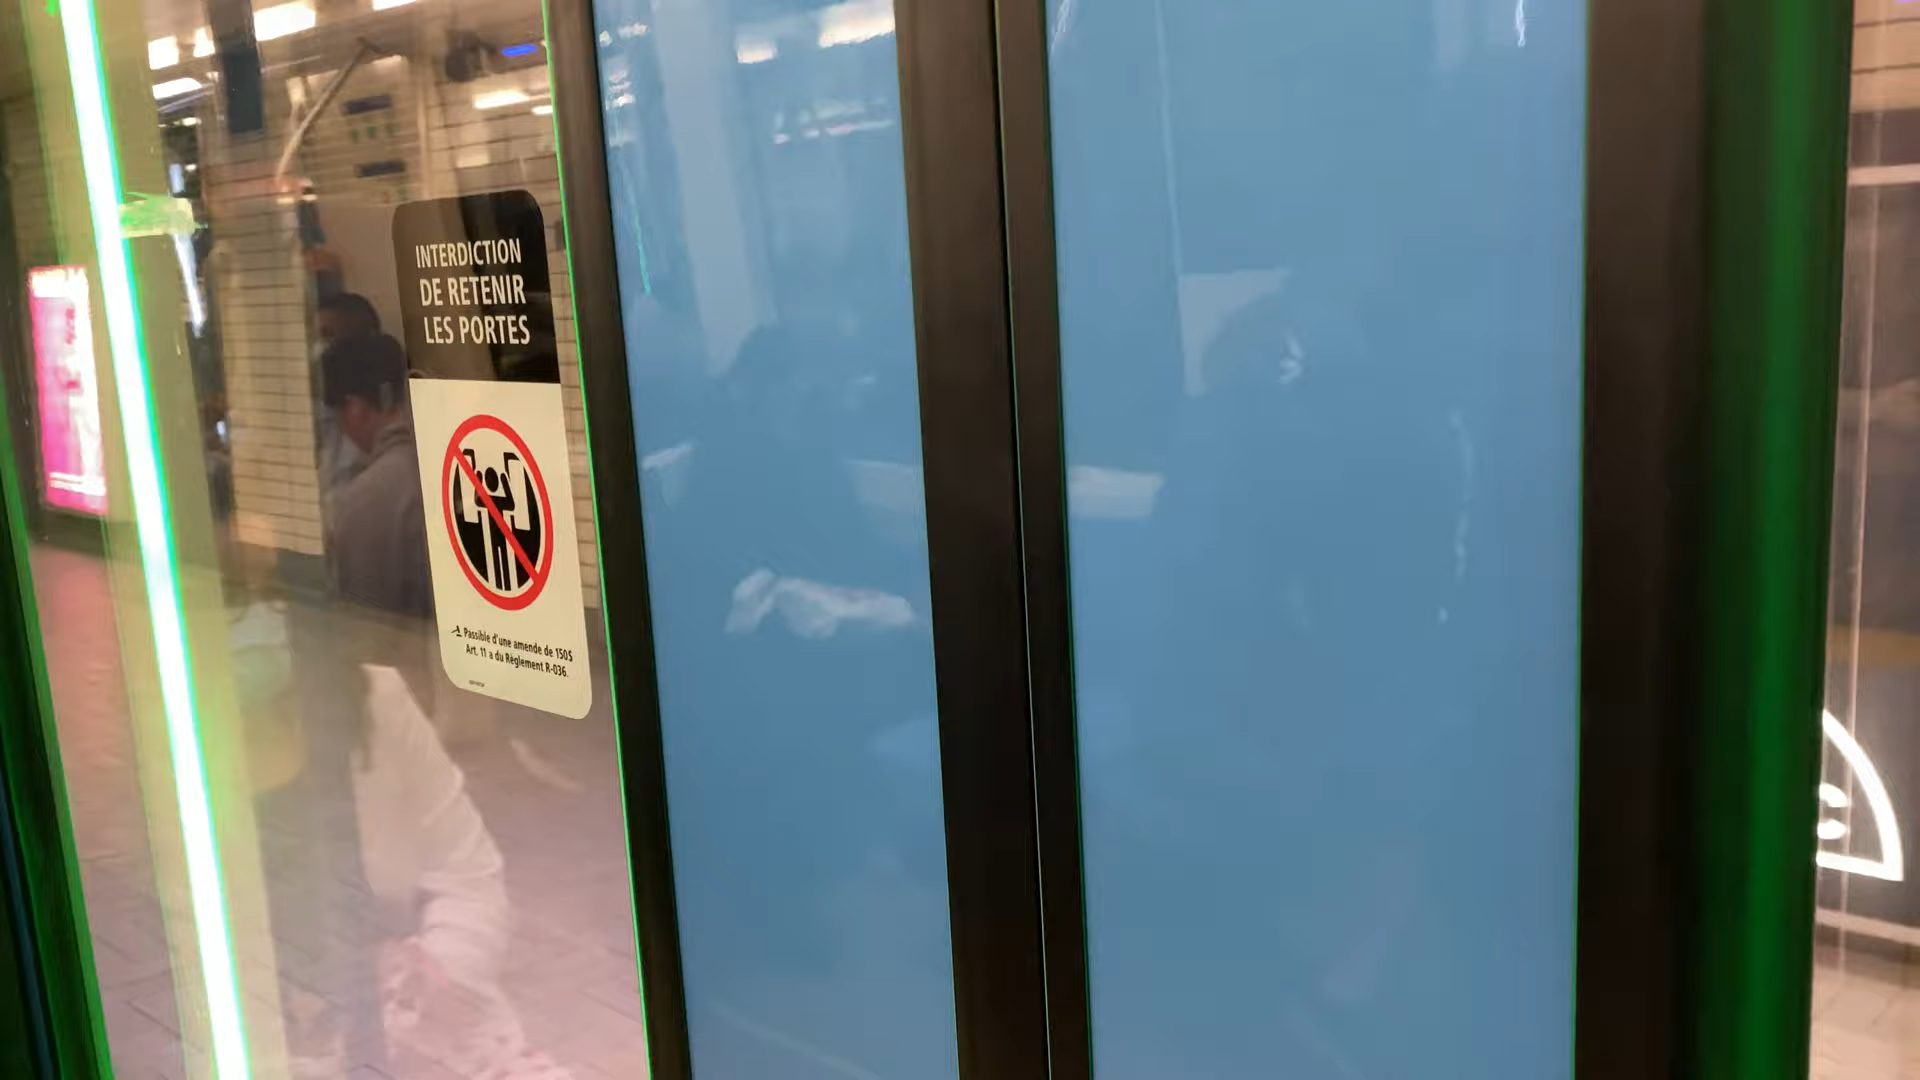 INTERDICTION
DE RETENIR
LES PORTES
Passible d'une amende de 150$
Art. 11 a du Règlement R-036.